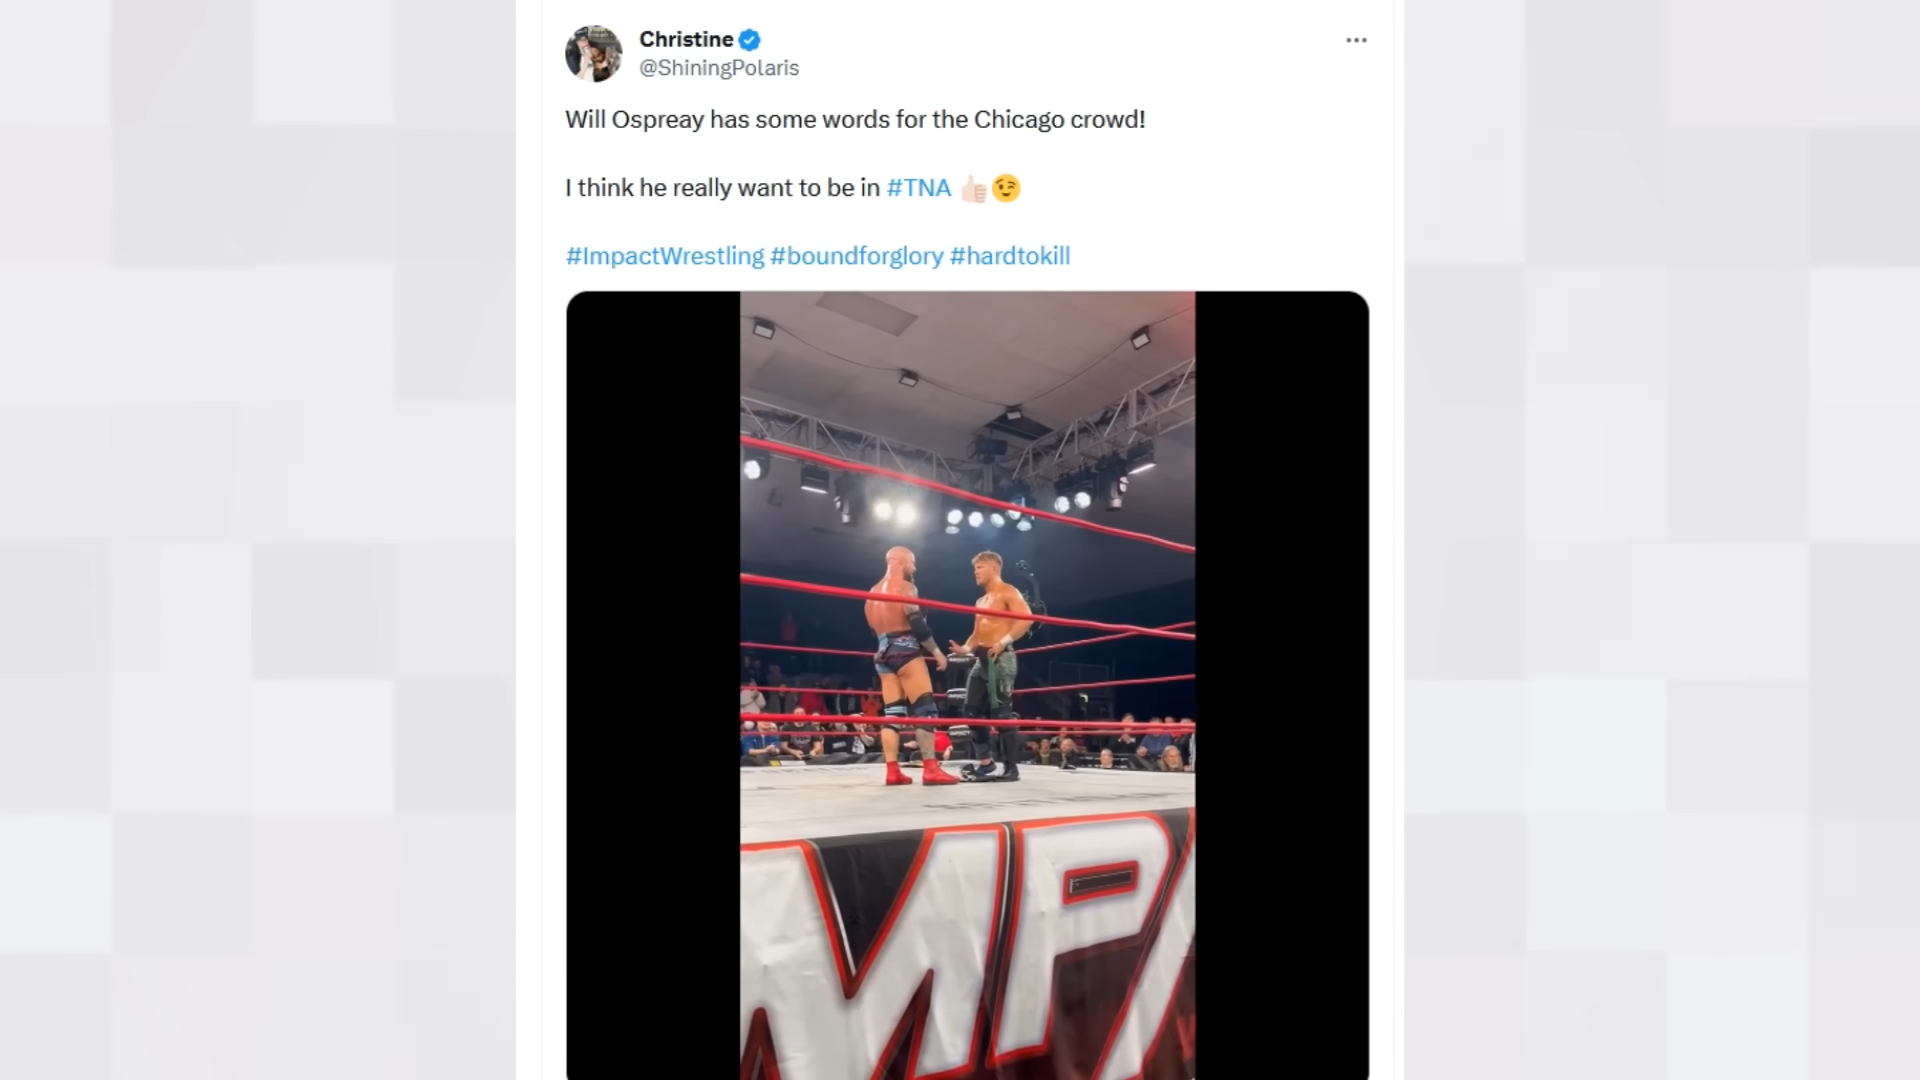 Christine
@ShiningPolaris
Will Ospreay has some words for the Chicago crowd!
I think he really want to be in #TNA 👍🏻😉
#ImpactWrestling #boundforglory #hardtokill
MPA